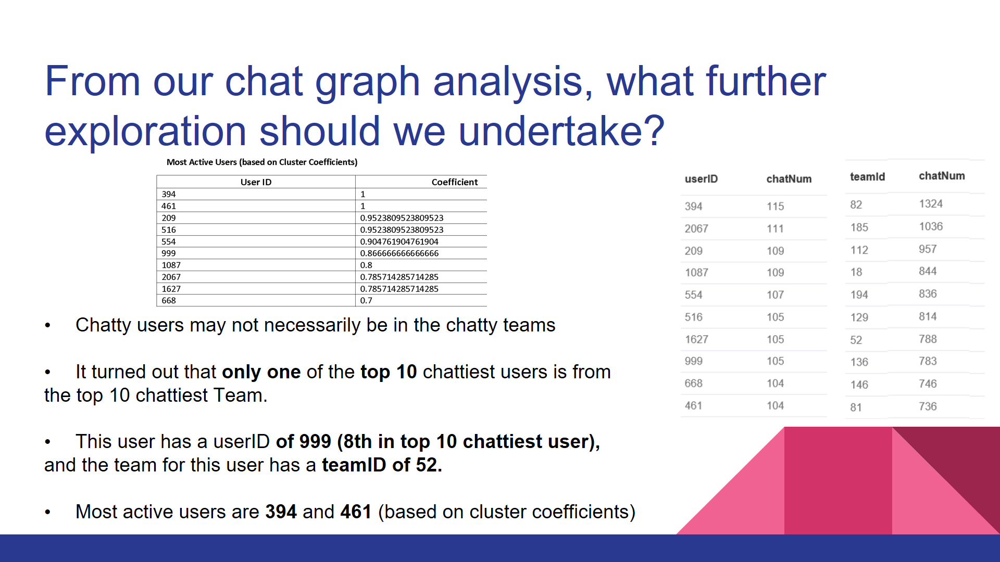 From our chat graph analysis, what further
exploration should we undertake?
Most Active Users (based on Cluster Coefficients)
User ID Coefficient
394 1
461 1
209 0.9523809523809523
516 0.9523809523809523
554 0.904761904761904
999 0.866666666666666
1087 0.8
2067 0.785714285714285
1627 0.785714285714285
668 0.7
• Chatty users may not necessarily be in the chatty teams
• It turned out that only one of the top 10 chattiest users is from
the top 10 chattiest Team.
• This user has a userID of 999 (8th in top 10 chattiest user),
and the team for this user has a teamID of 52.
• Most active users are 394 and 461 (based on cluster coefficients)
userID chatNum
394 115
2067 111
209 109
1087 109
554 107
516 105
1627 105
999 105
668 104
461 104
teamId chatNum
82 1324
185 1036
112 957
18 844
194 836
129 814
52 788
136 783
146 746
81 736